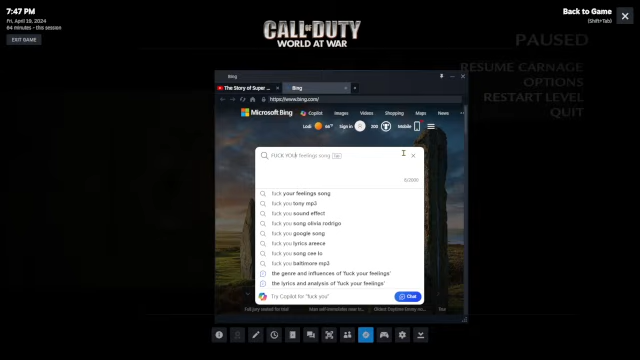 7:47 PM
Fri, April 19, 2024
64 minutes - this session
EXIT GAME
CALL OF DUTY
WORLD AT WAR
Back to Game
(Shift+Tab)
PAUSED
RESUME CARNAGE
OPTIONS
RESTART LEVEL
QUIT
Bing
The Story of Super ...
Bing
https://www.bing.com/
Microsoft Bing
Copilot
Images
Videos
Shopping
Maps
News
Lodi
Sign in
200
Mobile
FUCK YOU feelings song
Tab
fuck your feelings song
fuck you tony mp3
fuck you sound effect
fuck you song olivia rodrigo
fuck you google song
fuck you lyrics areece
fuck you song cee lo
fuck you baltimore mp3
the genre and influences of 'fuck your feelings'
the lyrics and analysis of 'fuck your feelings'
Try Copilot for "fuck you"
Chat